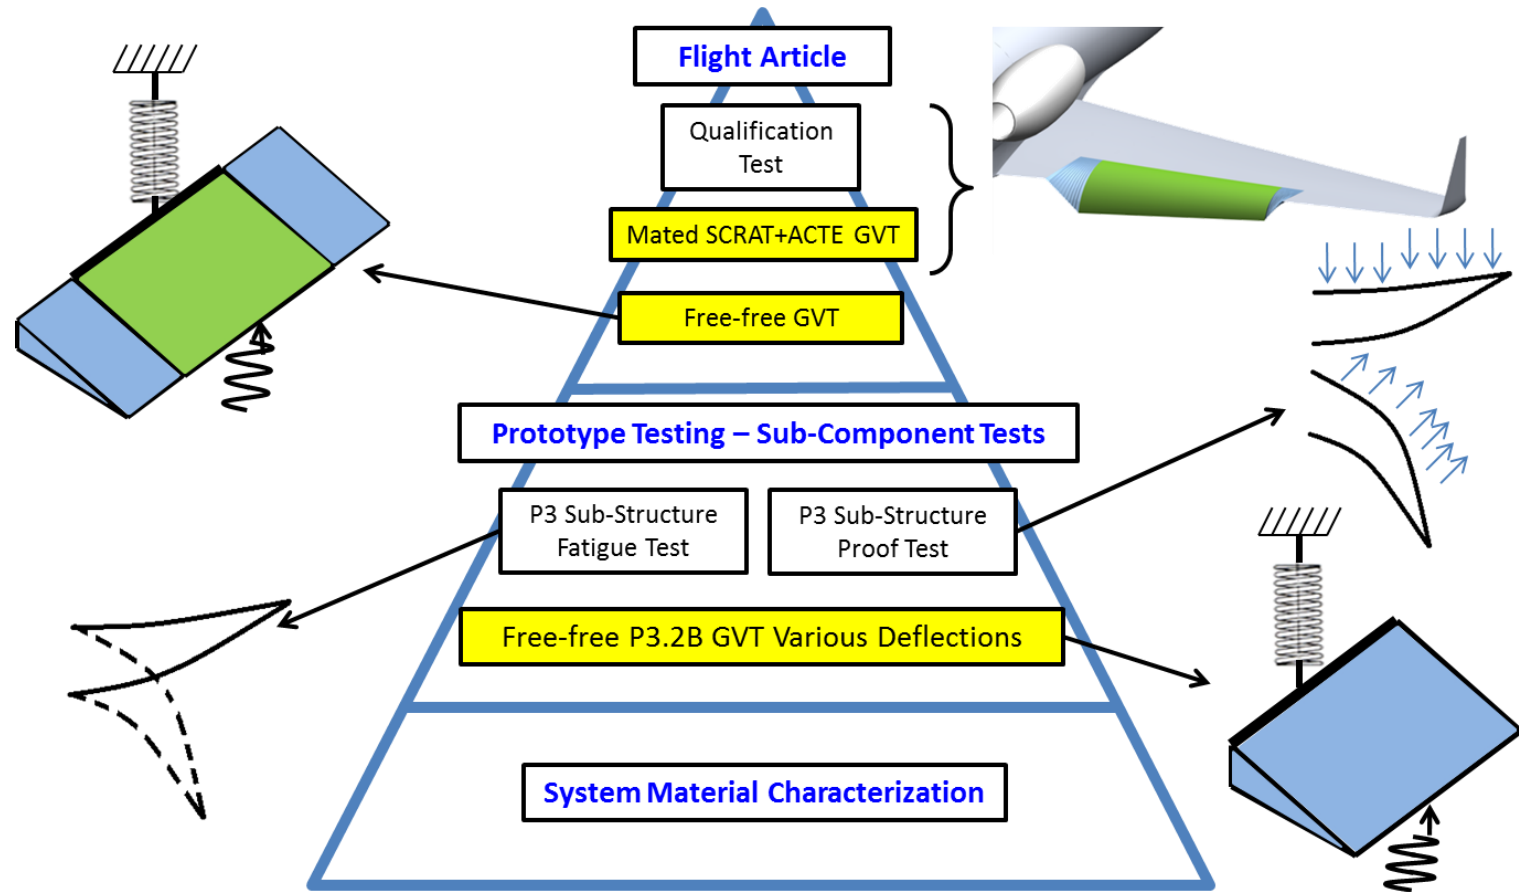 Flight Article
Qualification
Test
Mated SCRAT+ACTE GVT
Free-free GVT
Prototype Testing – Sub-Component Tests
P3 Sub-Structure
Fatigue Test
P3 Sub-Structure
Proof Test
Free-free P3.2B GVT Various Deflections
System Material Characterization